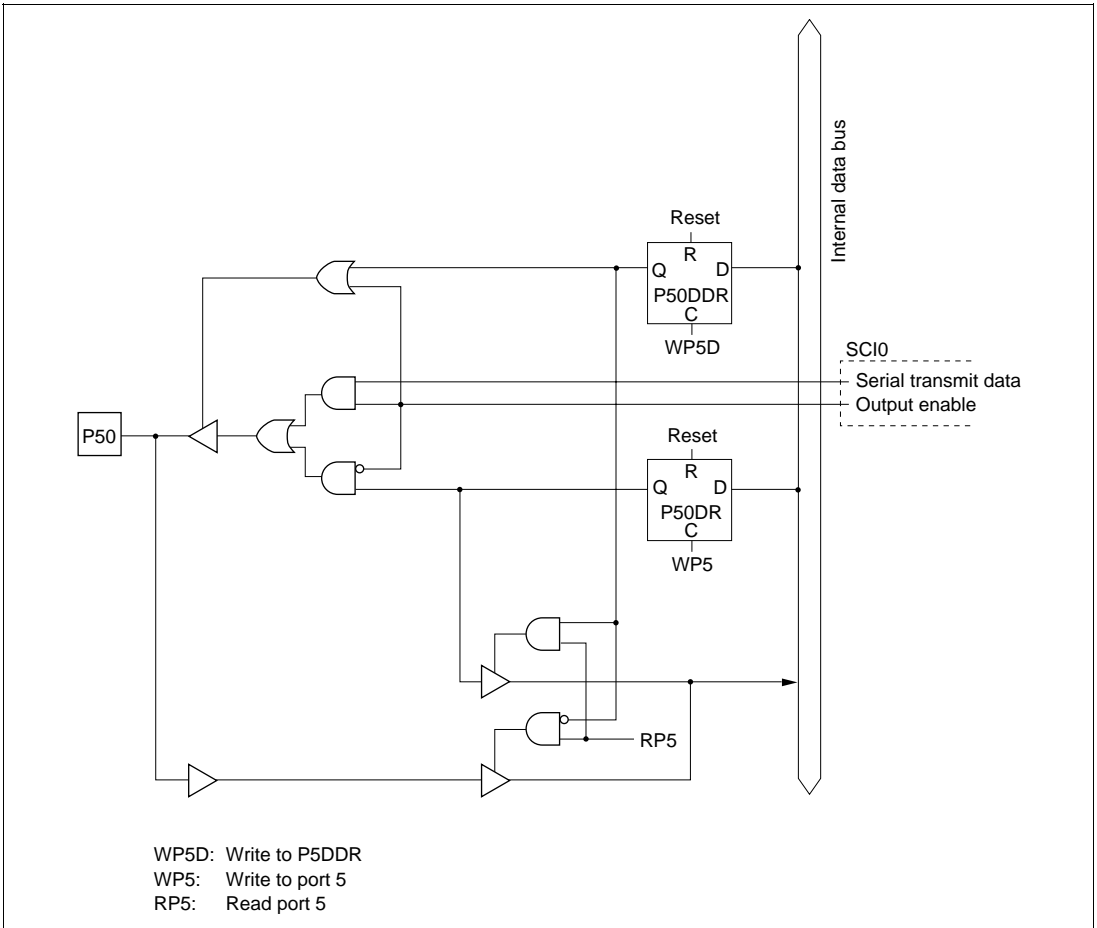 Internal data bus
Reset
R
Q D
P50DDR
C
WP5D
SCI0
Serial transmit data
Output enable
P50
Reset
R
Q D
P50DR
C
WP5
RP5
WP5D: Write to P5DDR
WP5: Write to port 5
RP5: Read port 5